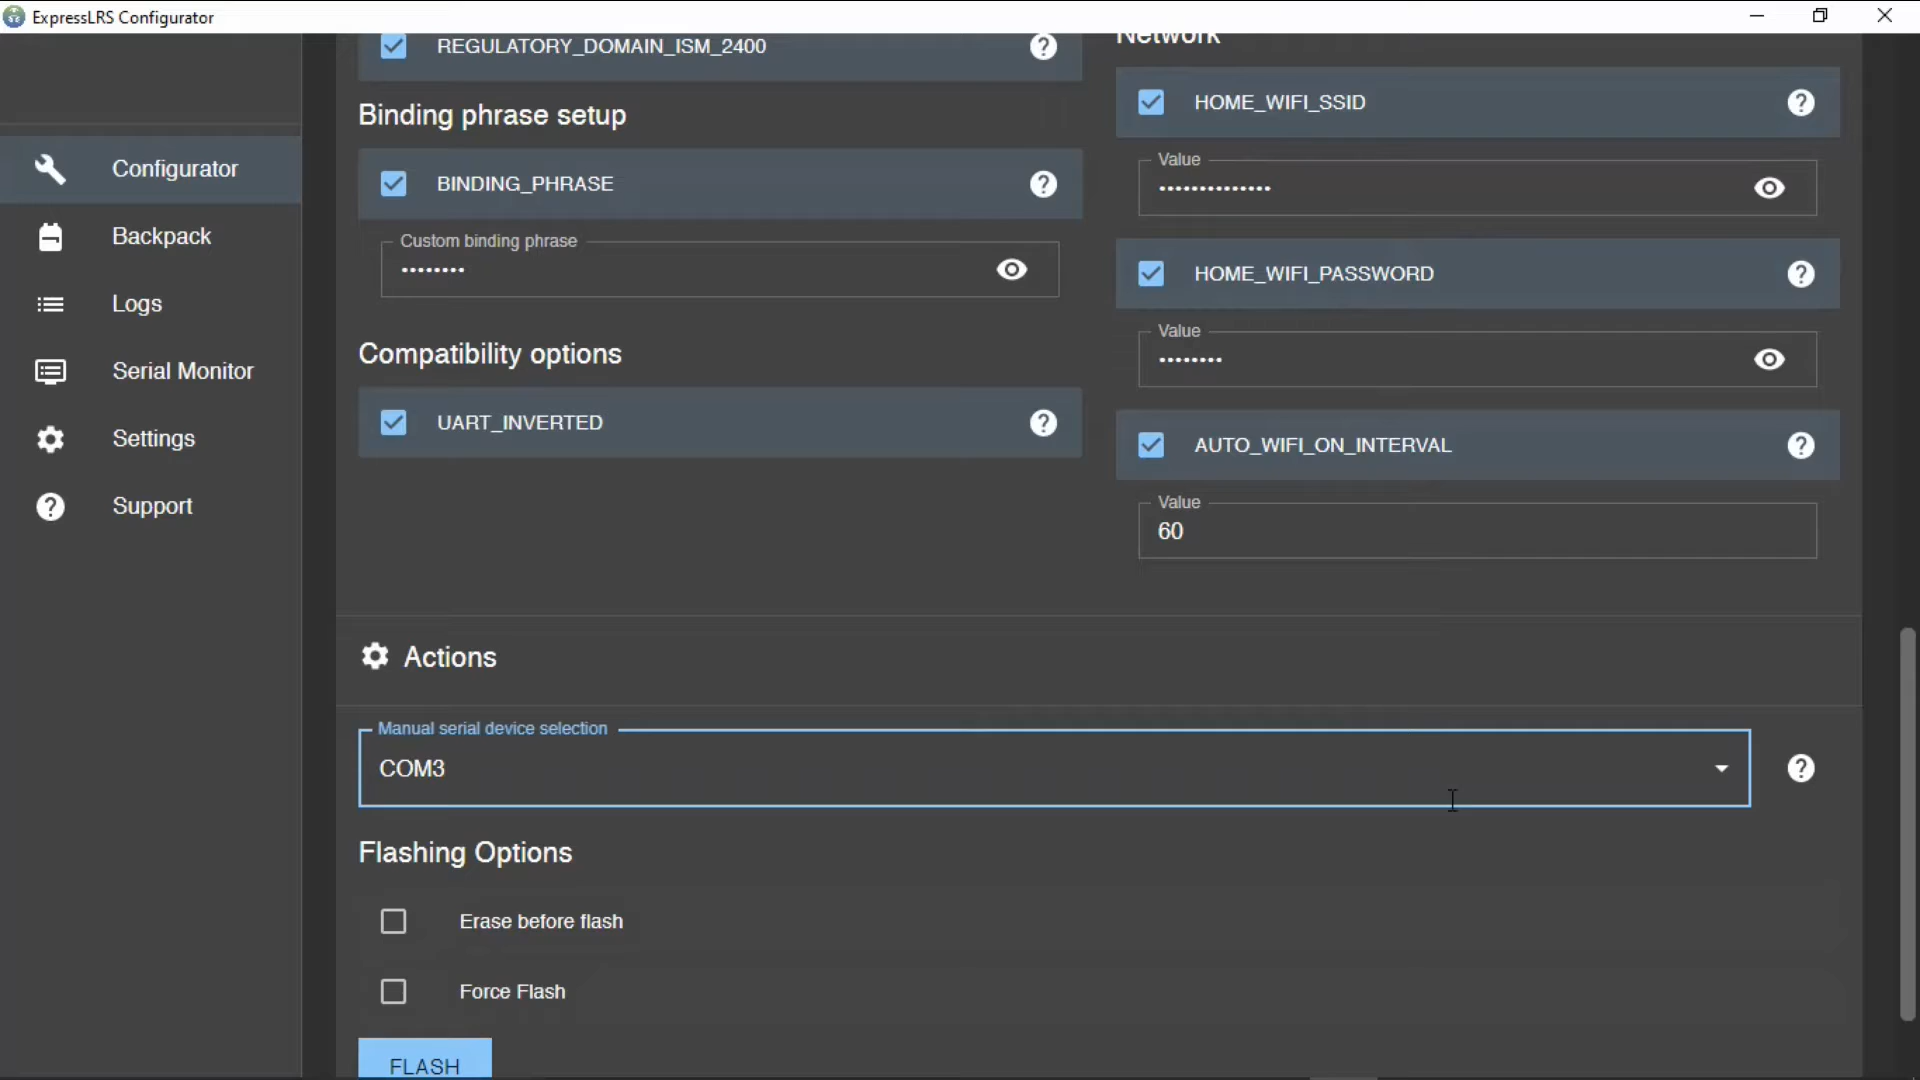 ExpressLRS Configurator
Configurator
Backpack
Logs
Serial Monitor
Settings
Support
REGULATORY_DOMAIN_ISM_2400
Binding phrase setup
BINDING_PHRASE
Custom binding phrase
••••••••
Compatibility options
UART_INVERTED
Network
HOME_WIFI_SSID
Value
••••••••••••••
HOME_WIFI_PASSWORD
Value
••••••••
AUTO_WIFI_ON_INTERVAL
Value
60
Actions
Manual serial device selection
COM3
Flashing Options
Erase before flash
Force Flash
FLASH